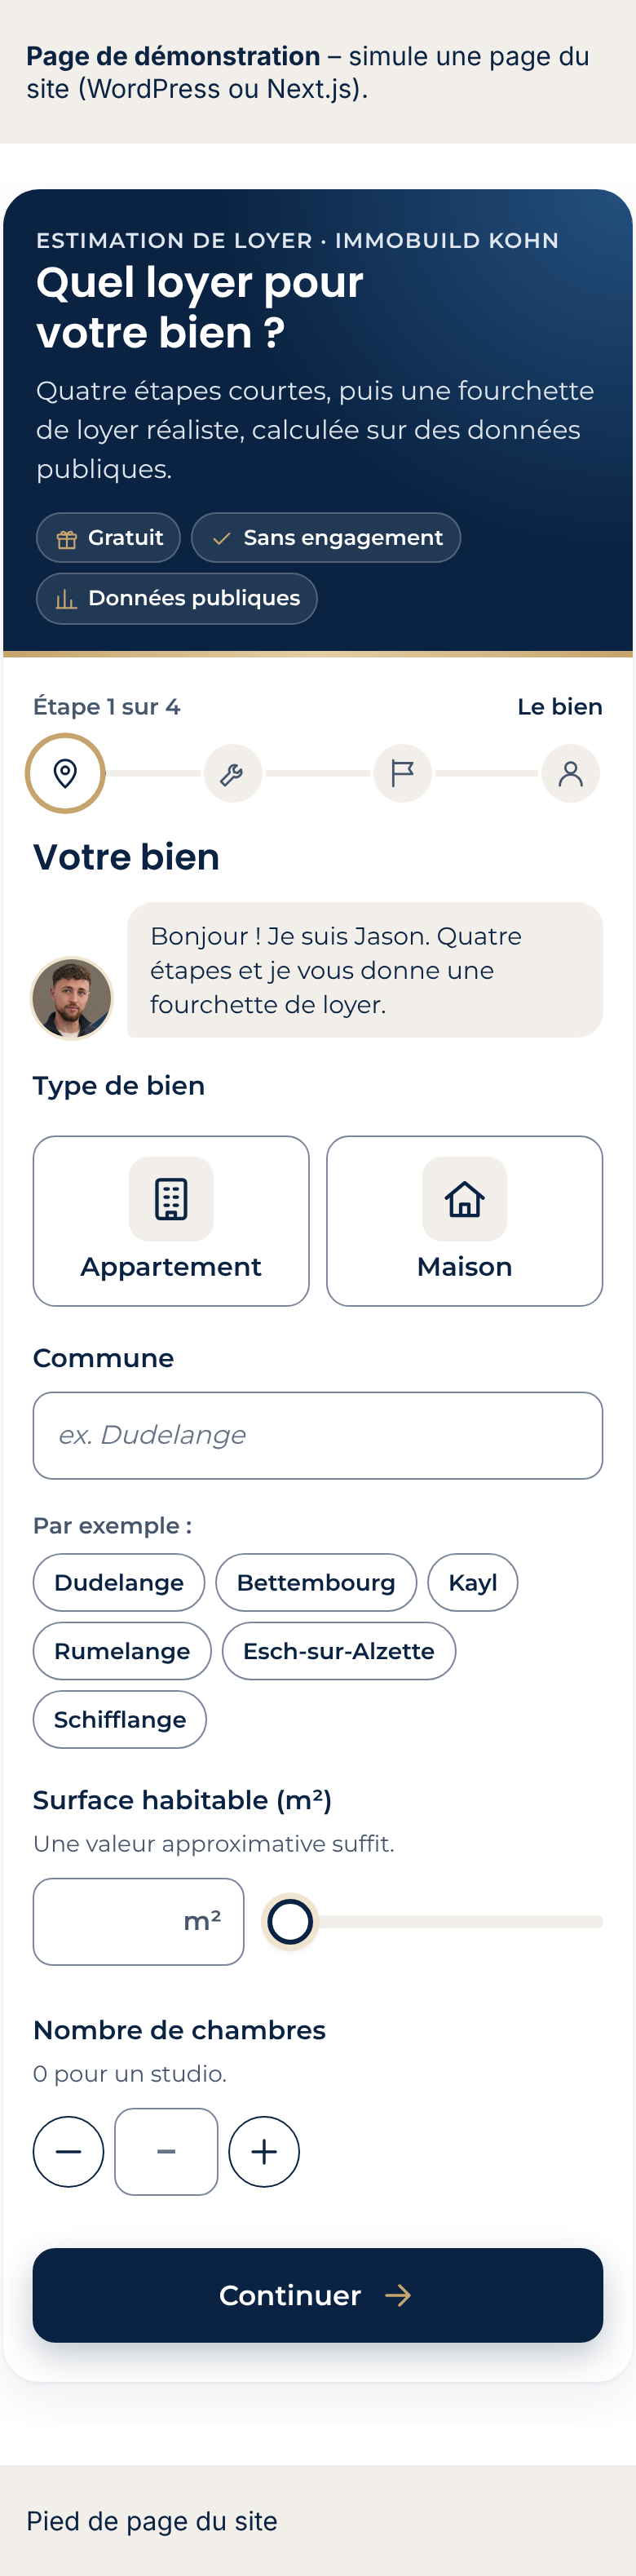 Page de démonstration – simule une page du
site (WordPress ou Next.js).
ESTIMATION DE LOYER · IMMOBUILD KOHN
Quel loyer pour
votre bien ?
Quatre étapes courtes, puis une fourchette
de loyer réaliste, calculée sur des données
publiques.
Gratuit
Sans engagement
Données publiques
Étape 1 sur 4
Le bien
Votre bien
Bonjour ! Je suis Jason. Quatre
étapes et je vous donne une
fourchette de loyer.
Type de bien
Appartement
Maison
Commune
ex. Dudelange
Par exemple :
Dudelange
Bettembourg
Kayl
Rumelange
Esch-sur-Alzette
Schifflange
Surface habitable (m²)
Une valeur approximative suffit.
m²
Nombre de chambres
0 pour un studio.
–
Continuer
Pied de page du site